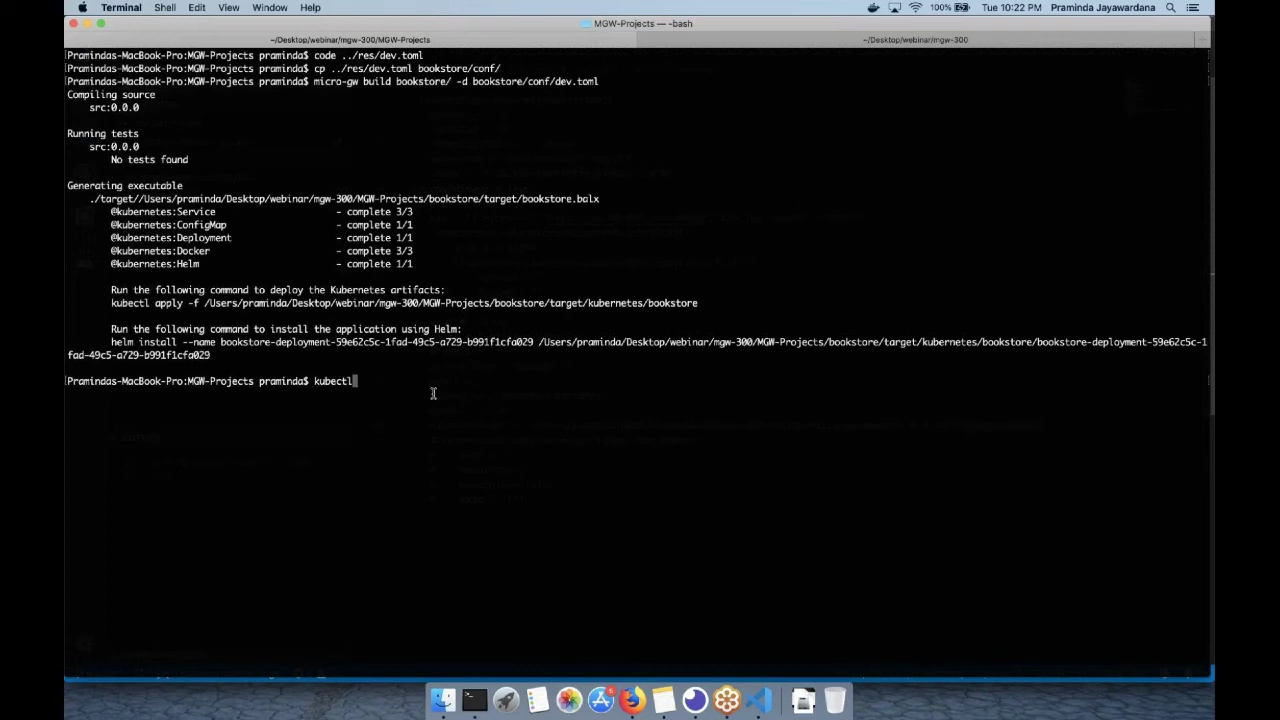 Terminal Shell Edit View Window Help 100% Tue 10:22 PM Praminda Jayawardana
MGW-Projects — -bash
~/Desktop/webinar/mgw-300/MGW-Projects ~/Desktop/webinar/mgw-300
[Pramindas-MacBook-Pro:MGW-Projects praminda$ code ../res/dev.toml
[Pramindas-MacBook-Pro:MGW-Projects praminda$ cp ../res/dev.toml bookstore/conf/
[Pramindas-MacBook-Pro:MGW-Projects praminda$ micro-gw build bookstore/ -d bookstore/conf/dev.toml
Compiling source
src:0.0.0
Running tests
src:0.0.0
No tests found
Generating executable
./target//Users/praminda/Desktop/webinar/mgw-300/MGW-Projects/bookstore/target/bookstore.balx
@kubernetes:Service - complete 3/3
@kubernetes:ConfigMap - complete 1/1
@kubernetes:Deployment - complete 1/1
@kubernetes:Docker - complete 3/3
@kubernetes:Helm - complete 1/1
Run the following command to deploy the Kubernetes artifacts:
kubectl apply -f /Users/praminda/Desktop/webinar/mgw-300/MGW-Projects/bookstore/target/kubernetes/bookstore
Run the following command to install the application using Helm:
helm install --name bookstore-deployment-59e62c5c-1fad-49c5-a729-b991f1cfa029 /Users/praminda/Desktop/webinar/mgw-300/MGW-Projects/bookstore/target/kubernetes/bookstore/bookstore-deployment-59e62c5c-1
fad-49c5-a729-b991f1cfa029
[Pramindas-MacBook-Pro:MGW-Projects praminda$ kubectl